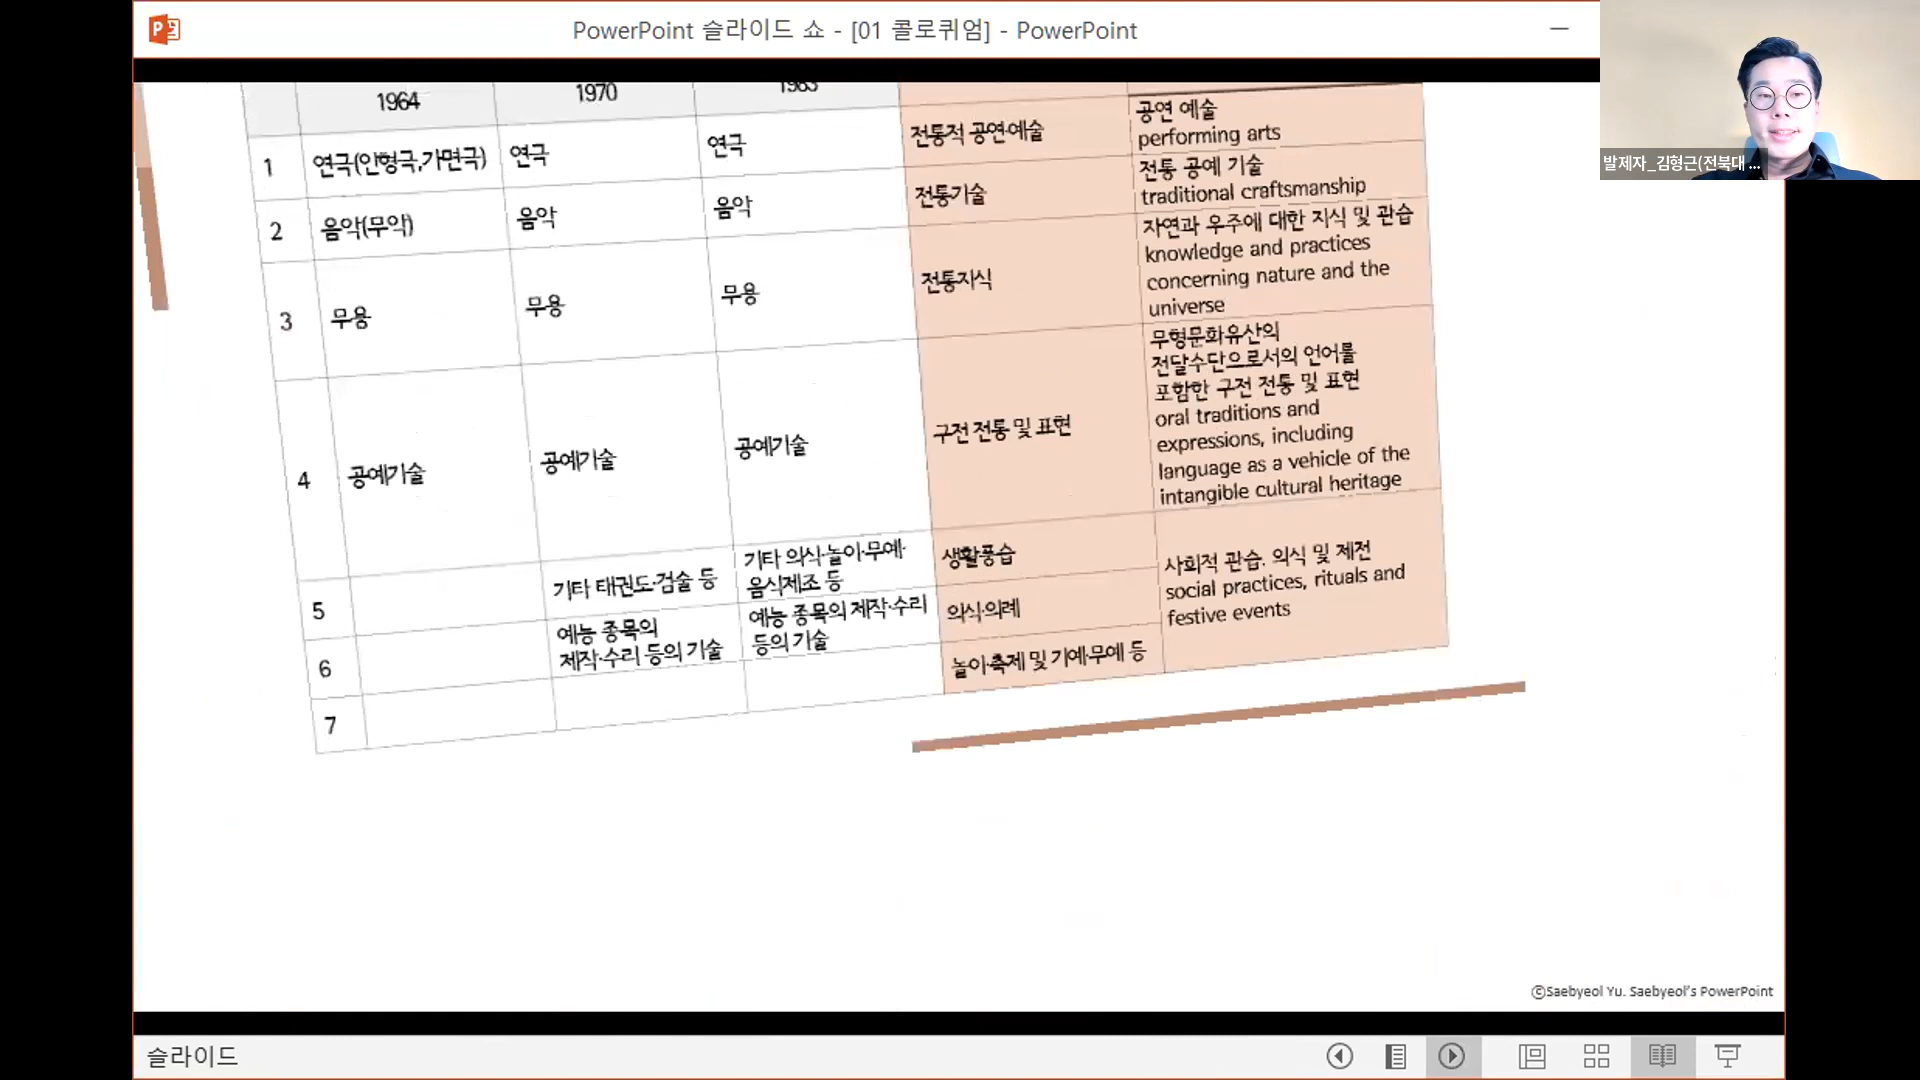 PowerPoint 슬라이드 쇼 - [01 콜로퀴엄] - PowerPoint
발제자_김형근(전북대 ...
1964
1970
1983
1
연극(인형극,가면극)
연극
연극
전통적 공연·예술
공연 예술
performing arts
2
음악(무악)
음악
음악
전통기술
전통 공예 기술
traditional craftsmanship
3
무용
무용
무용
전통지식
자연과 우주에 대한 지식 및 관습
knowledge and practices
concerning nature and the
universe
4
공예기술
공예기술
공예기술
구전 전통 및 표현
무형문화유산의
전달수단으로서의 언어를
포함한 구전 전통 및 표현
oral traditions and
expressions, including
language as a vehicle of the
intangible cultural heritage
5
기타 태권도·검술 등
기타 의식·놀이·무예·
음식제조 등
생활풍습
사회적 관습. 의식 및 제전
social practices, rituals and
festive events
6
예능 종목의
제작·수리 등의 기술
예능 종목의 제작·수리
등의 기술
의식·의례
7
놀이·축제 및 기예·무예 등
©Saebyeol Yu. Saebyeol's PowerPoint
슬라이드